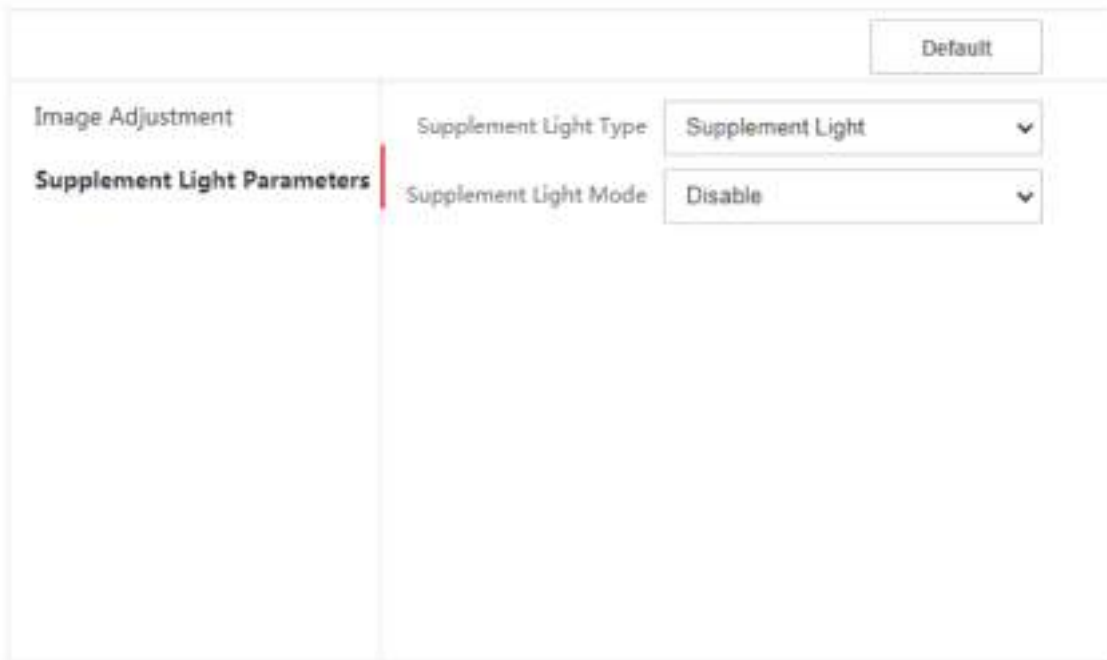 Default
Image Adjustment
Supplement Light Parameters
Supplement Light Type
Supplement Light
Supplement Light Mode
Disable